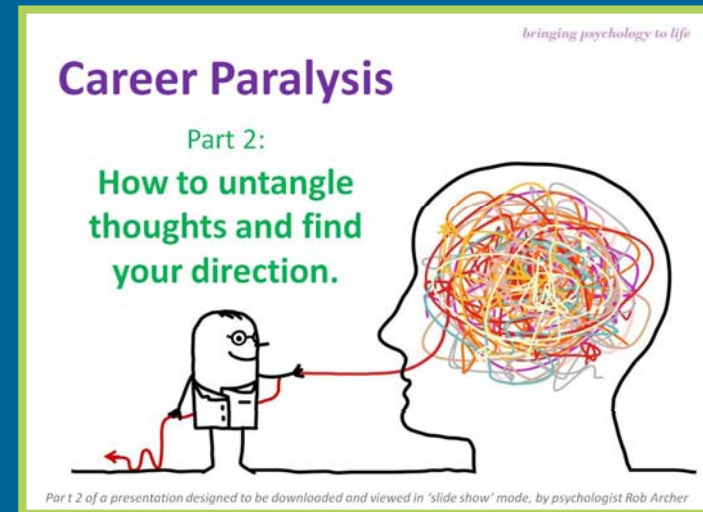 bringing psychology to life
Career Paralysis
Part 2:
How to untangle
thoughts and find
your direction.
Part 2 of a presentation designed to be downloaded and viewed in 'slide show' mode, by psychologist Rob Archer